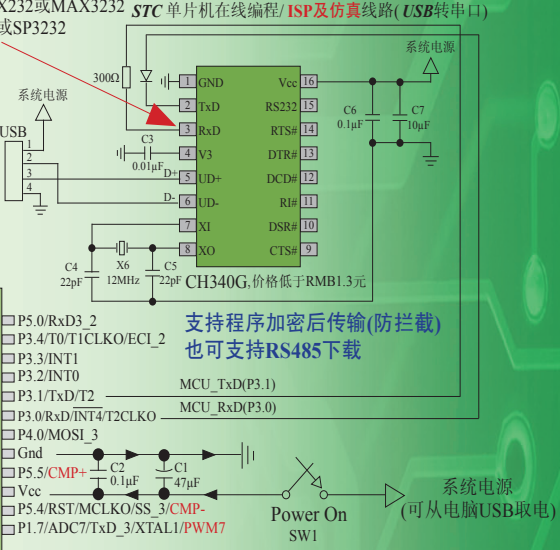 X232或MAX3232
或SP3232
STC 单片机在线编程/ ISP及仿真线路( USB转串口)
系统电源
300Ω
系统电源
USB
1
2
3
4
1 GND
2 TxD
3 RxD
4 V3
5 UD+
6 UD-
7 XI
8 XO
Vcc 16
RS232 15
RTS# 14
DTR# 13
DCD# 12
RI# 11
DSR# 10
CTS# 9
C3
0.01μF
D+
D-
C6
0.1μF
C7
10μF
C4
22pF
X6
12MHz
C5
22pF
CH340G,价格低于RMB1.3元
支持程序加密后传输(防拦截)
也可支持RS485下载
P5.0/RxD3_2
P3.4/T0/T1CLKO/ECI_2
P3.3/INT1
P3.2/INT0
P3.1/TxD/T2
MCU_TxD(P3.1)
P3.0/RxD/INT4/T2CLKO
MCU_RxD(P3.0)
P4.0/MOSI_3
Gnd
P5.5/CMP+
C2
0.1μF
C1
47μF
Vcc
P5.4/RST/MCLKO/SS_3/CMP-
P1.7/ADC7/TxD_3/XTAL1/PWM7
Power On
SW1
系统电源
(可从电脑USB取电)